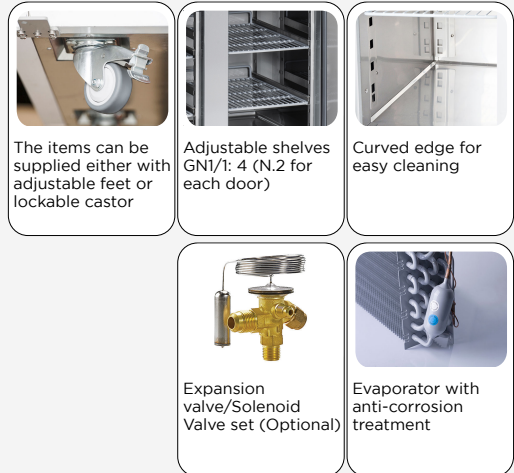 The items can be
supplied either with
adjustable feet or
lockable castor
Adjustable shelves
GN1/1: 4 (N.2 for
each door)
Curved edge for
easy cleaning
Expansion
valve/Solenoid
Valve set (Optional)
Evaporator with
anti-corrosion
treatment